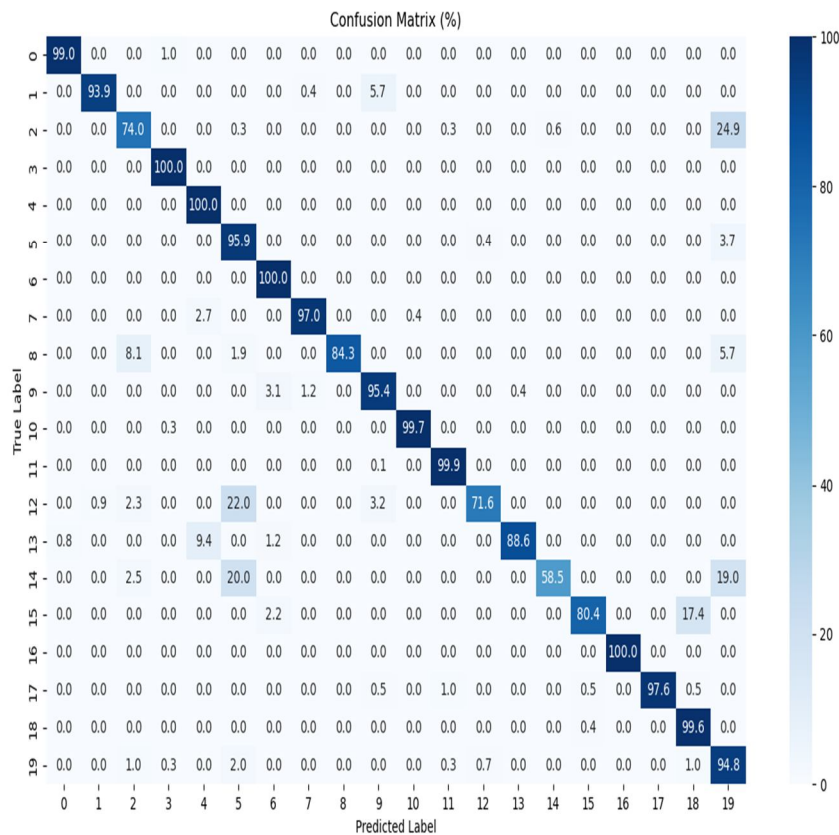 Confusion Matrix (%)
0 99.0 0.0 0.0 1.0 0.0 0.0 0.0 0.0 0.0 0.0 0.0 0.0 0.0 0.0 0.0 0.0 0.0 0.0 0.0 0.0
1 0.0 93.9 0.0 0.0 0.0 0.0 0.0 0.4 0.0 5.7 0.0 0.0 0.0 0.0 0.0 0.0 0.0 0.0 0.0 0.0
2 0.0 0.0 74.0 0.0 0.0 0.3 0.0 0.0 0.0 0.0 0.0 0.3 0.0 0.0 0.6 0.0 0.0 0.0 0.0 24.9
3 0.0 0.0 0.0 100.0 0.0 0.0 0.0 0.0 0.0 0.0 0.0 0.0 0.0 0.0 0.0 0.0 0.0 0.0 0.0 0.0
4 0.0 0.0 0.0 0.0 100.0 0.0 0.0 0.0 0.0 0.0 0.0 0.0 0.0 0.0 0.0 0.0 0.0 0.0 0.0 0.0
5 0.0 0.0 0.0 0.0 0.0 95.9 0.0 0.0 0.0 0.0 0.0 0.0 0.4 0.0 0.0 0.0 0.0 0.0 0.0 3.7
6 0.0 0.0 0.0 0.0 0.0 0.0 100.0 0.0 0.0 0.0 0.0 0.0 0.0 0.0 0.0 0.0 0.0 0.0 0.0 0.0
7 0.0 0.0 0.0 0.0 2.7 0.0 0.0 97.0 0.0 0.0 0.4 0.0 0.0 0.0 0.0 0.0 0.0 0.0 0.0 0.0
8 0.0 0.0 8.1 0.0 0.0 1.9 0.0 0.0 84.3 0.0 0.0 0.0 0.0 0.0 0.0 0.0 0.0 0.0 0.0 5.7
9 0.0 0.0 0.0 0.0 0.0 0.0 3.1 1.2 0.0 95.4 0.0 0.0 0.0 0.4 0.0 0.0 0.0 0.0 0.0 0.0
10 0.0 0.0 0.0 0.3 0.0 0.0 0.0 0.0 0.0 0.0 99.7 0.0 0.0 0.0 0.0 0.0 0.0 0.0 0.0 0.0
11 0.0 0.0 0.0 0.0 0.0 0.0 0.0 0.0 0.0 0.1 0.0 99.9 0.0 0.0 0.0 0.0 0.0 0.0 0.0 0.0
12 0.0 0.9 2.3 0.0 0.0 22.0 0.0 0.0 0.0 3.2 0.0 0.0 71.6 0.0 0.0 0.0 0.0 0.0 0.0 0.0
13 0.8 0.0 0.0 0.0 9.4 0.0 1.2 0.0 0.0 0.0 0.0 0.0 0.0 88.6 0.0 0.0 0.0 0.0 0.0 0.0
14 0.0 0.0 2.5 0.0 0.0 20.0 0.0 0.0 0.0 0.0 0.0 0.0 0.0 0.0 58.5 0.0 0.0 0.0 0.0 19.0
15 0.0 0.0 0.0 0.0 0.0 0.0 2.2 0.0 0.0 0.0 0.0 0.0 0.0 0.0 0.0 80.4 0.0 0.0 17.4 0.0
16 0.0 0.0 0.0 0.0 0.0 0.0 0.0 0.0 0.0 0.0 0.0 0.0 0.0 0.0 0.0 0.0 100.0 0.0 0.0 0.0
17 0.0 0.0 0.0 0.0 0.0 0.0 0.0 0.0 0.0 0.5 0.0 1.0 0.0 0.0 0.0 0.5 0.0 97.6 0.5 0.0
18 0.0 0.0 0.0 0.0 0.0 0.0 0.0 0.0 0.0 0.0 0.0 0.0 0.0 0.0 0.0 0.4 0.0 0.0 99.6 0.0
19 0.0 0.0 1.0 0.3 0.0 2.0 0.0 0.0 0.0 0.0 0.0 0.3 0.7 0.0 0.0 0.0 0.0 0.0 1.0 94.8
0 1 2 3 4 5 6 7 8 9 10 11 12 13 14 15 16 17 18 19
Predicted Label
True Label
100
80
60
40
20
0